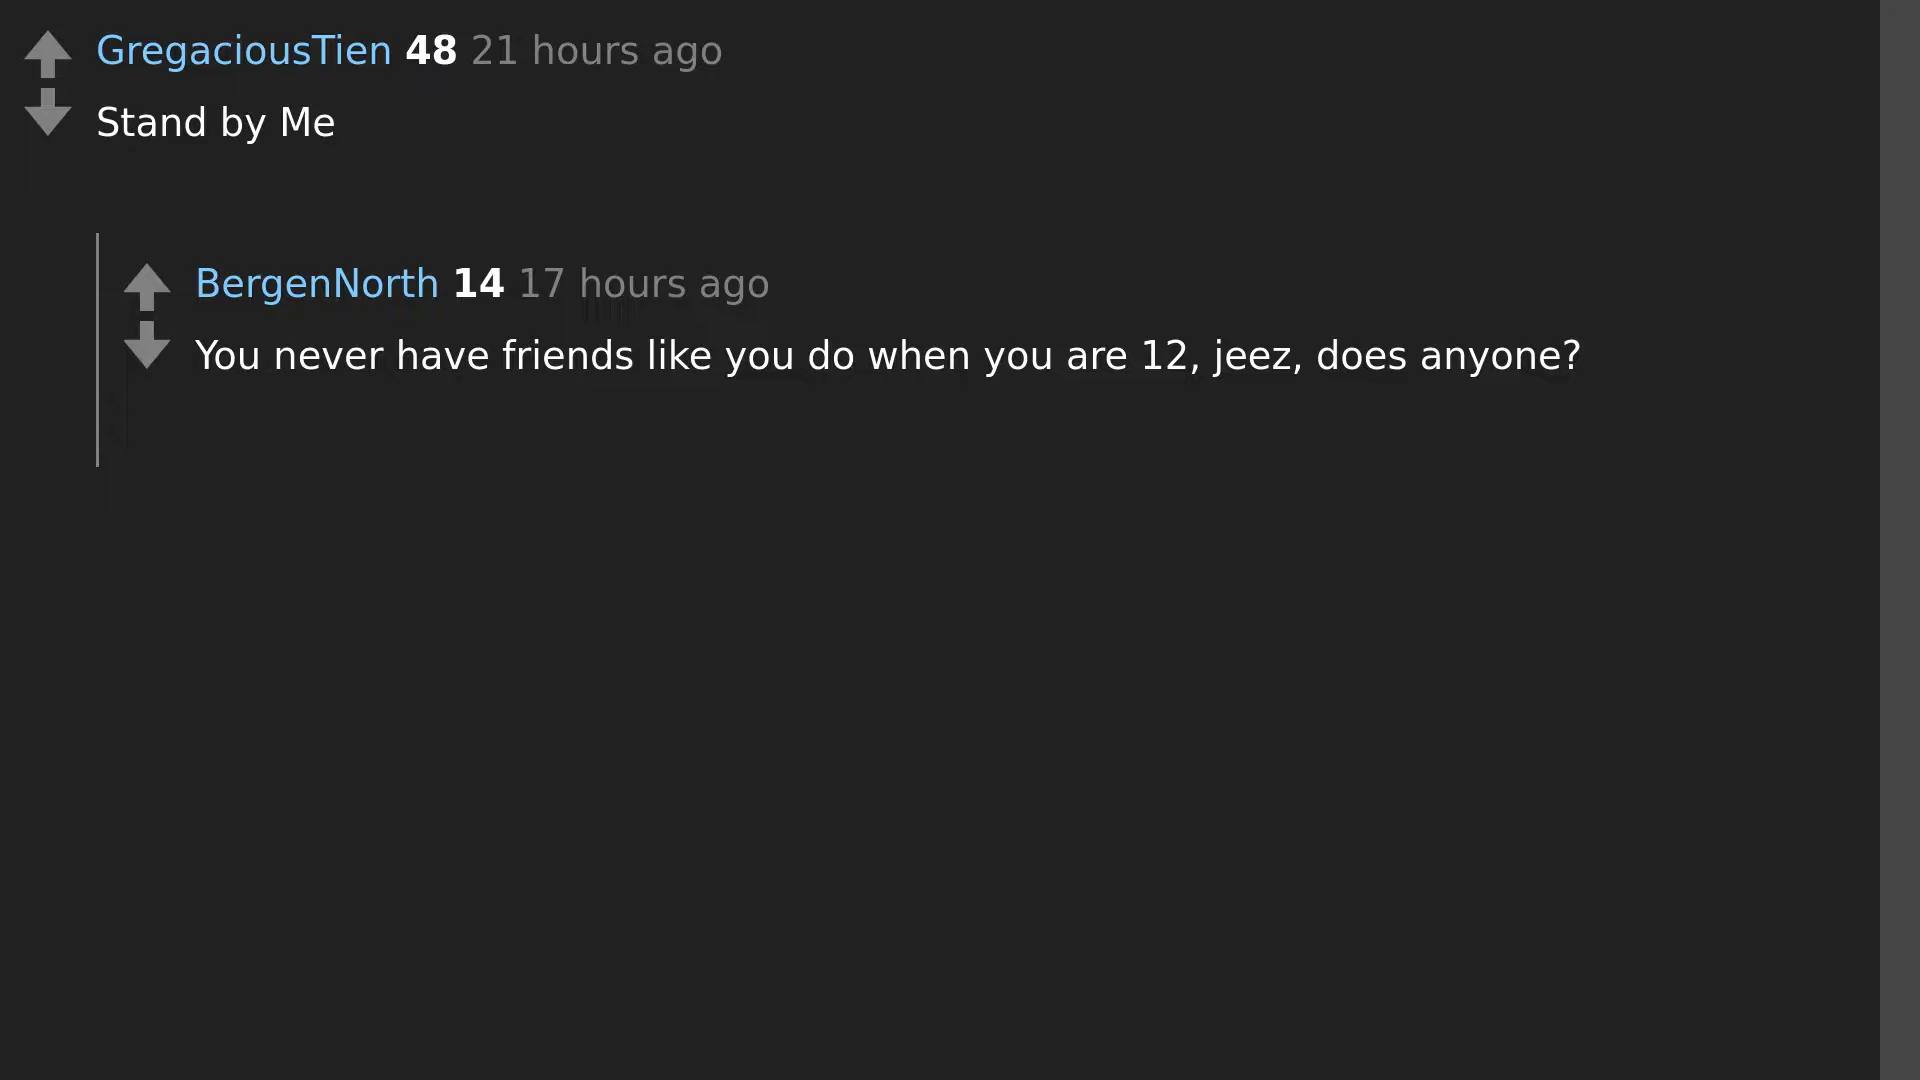 GregaciousTien 48 21 hours ago
Stand by Me
BergenNorth 14 17 hours ago
You never have friends like you do when you are 12, jeez, does anyone?